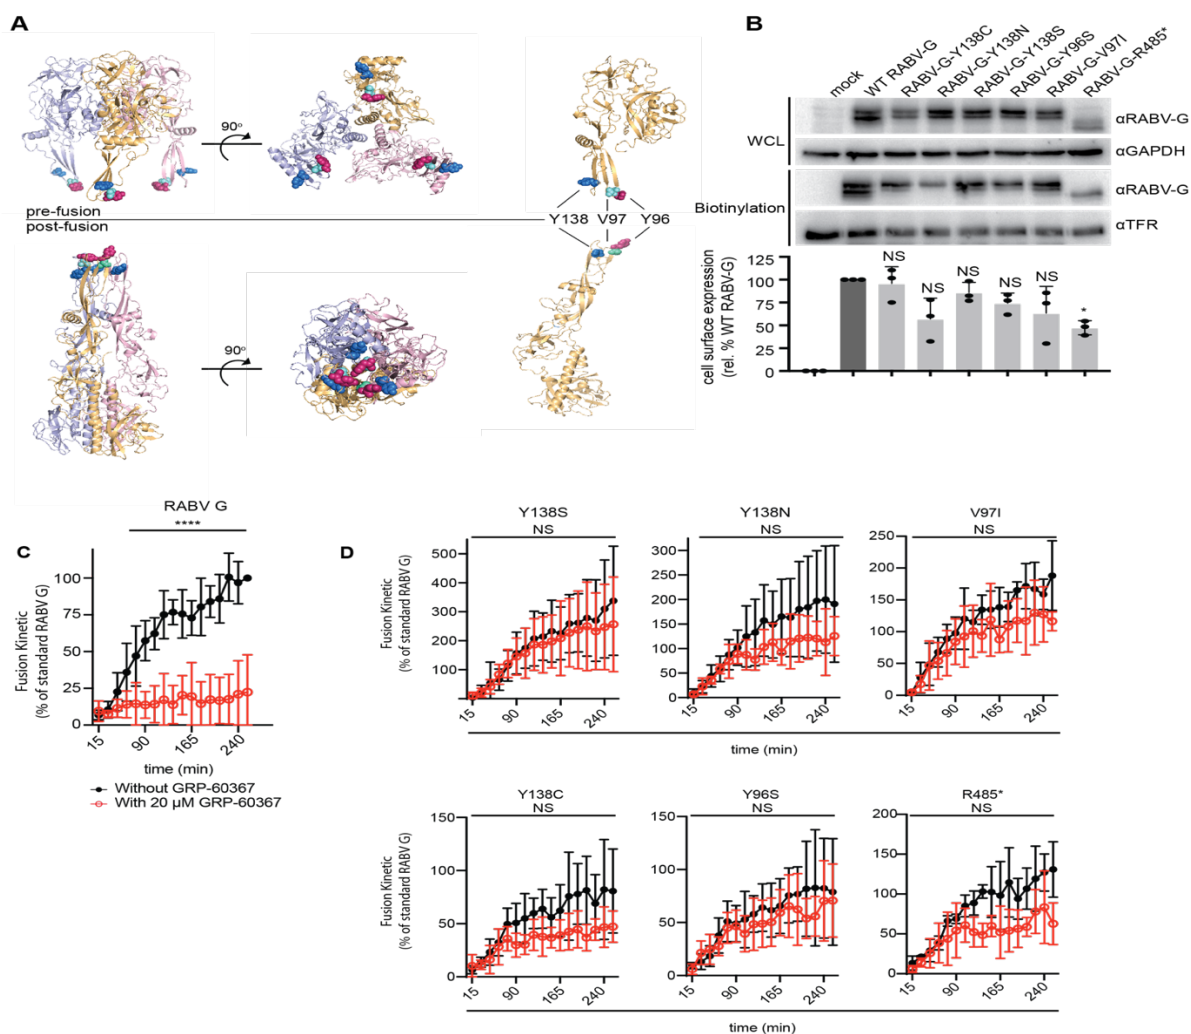 A
90°
pre-fusion
post-fusion
Y138 V97 Y96
90°
B
mock
WT RABV-G
RABV-G-Y138C
RABV-G-Y138N
RABV-G-Y138S
RABV-G-Y96S
RABV-G-V97I
RABV-G-R485*
WCL
αRABV-G
αGAPDH
Biotinylation
αRABV-G
αTFR
cell surface expression
(rel. % WT RABV-G)
125
100
75
50
25
0
NS
NS
NS
NS
NS
*
C
RABV G
****
Fusion Kinetic
(% of standard RABV G)
100
75
50
25
0
15 90 165 240
time (min)
Without GRP-60367
With 20 µM GRP-60367
D
Y138S
NS
Fusion Kinetic
(% of standard RABV G)
500
400
300
200
100
15 90 165 240
Y138N
NS
300
250
200
150
100
50
0
15 90 165 240
V97I
NS
250
200
150
100
50
0
15 90 165 240
time (min)
Y138C
NS
Fusion Kinetic
(% of standard RABV G)
150
100
50
0
15 90 165 240
Y96S
NS
150
100
50
0
15 90 165 240
R485*
NS
200
150
100
50
0
15 90 165 240
time (min)